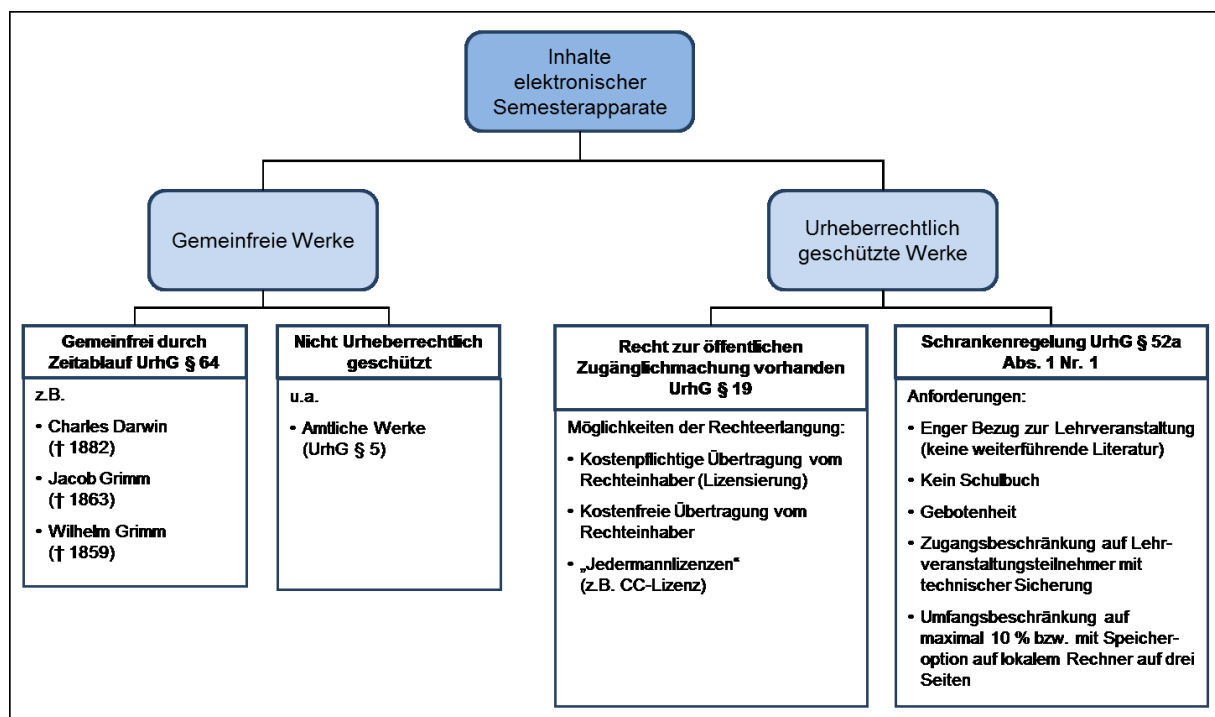 Inhalte
elektronischer
Semesterapparate
Gemeinfreie Werke
Urheberrechtlich
geschützte Werke
Gemeinfrei durch
Zeitablauf UrhG § 64
z.B.
• Charles Darwin
(† 1882)
• Jacob Grimm
(† 1863)
• Wilhelm Grimm
(† 1859)
Nicht Urheberrechtlich
geschützt
u.a.
• Amtliche Werke
(UrhG § 5)
Recht zur öffentlichen
Zugänglichmachung vorhanden
UrhG § 19
Möglichkeiten der Rechteerlangung:
• Kostenpflichtige Übertragung vom
Rechteinhaber (Lizensierung)
• Kostenfreie Übertragung vom
Rechteinhaber
• „Jedermannlizenzen“
(z.B. CC-Lizenz)
Schrankenregelung UrhG § 52a
Abs. 1 Nr. 1
Anforderungen:
• Enger Bezug zur Lehrveranstaltung
(keine weiterführende Literatur)
• Kein Schulbuch
• Gebotenheit
• Zugangsbeschränkung auf Lehr-
veranstaltungsteilnehmer mit
technischer Sicherung
• Umfangsbeschränkung auf
maximal 10 % bzw. mit Speicher-
option auf lokalem Rechner auf drei
Seiten